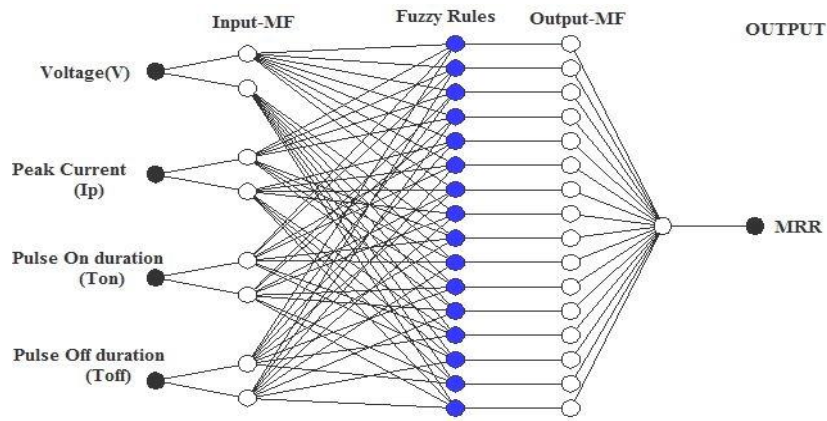 Input-MF
Fuzzy Rules
Output-MF
OUTPUT
Voltage(V)
Peak Current
(Ip)
Pulse On duration
(Ton)
Pulse Off duration
(Toff)
MRR